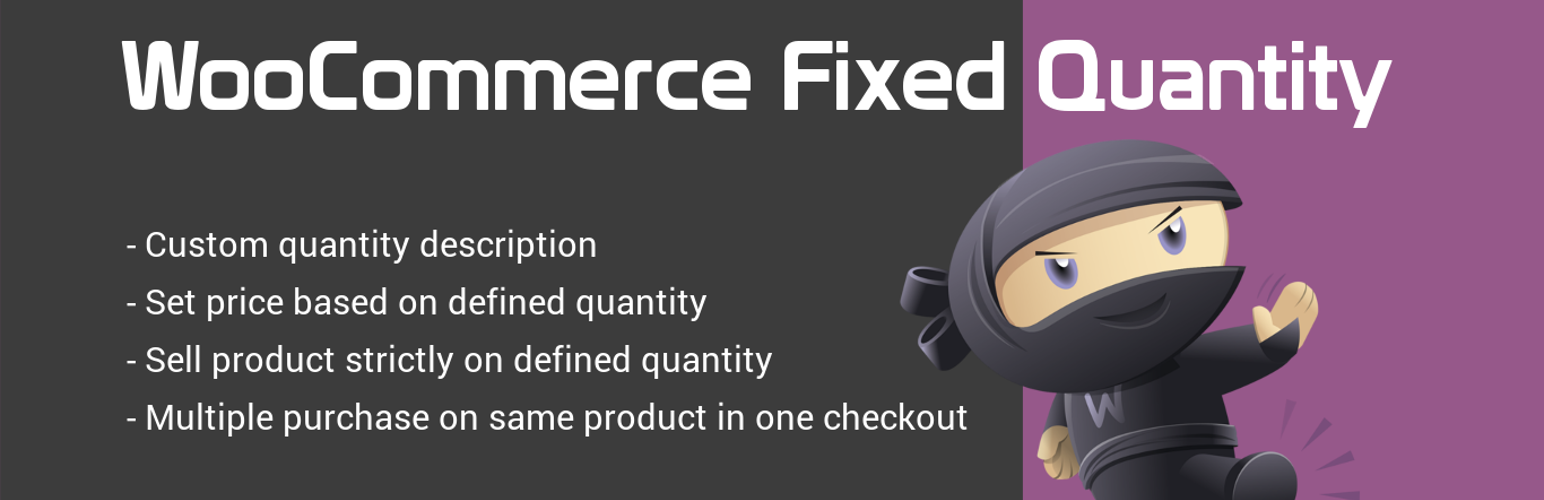 WooCommerce Fixed Quantity
- Custom quantity description
- Set price based on defined quantity
- Sell product strictly on defined quantity
- Multiple purchase on same product in one checkout
W